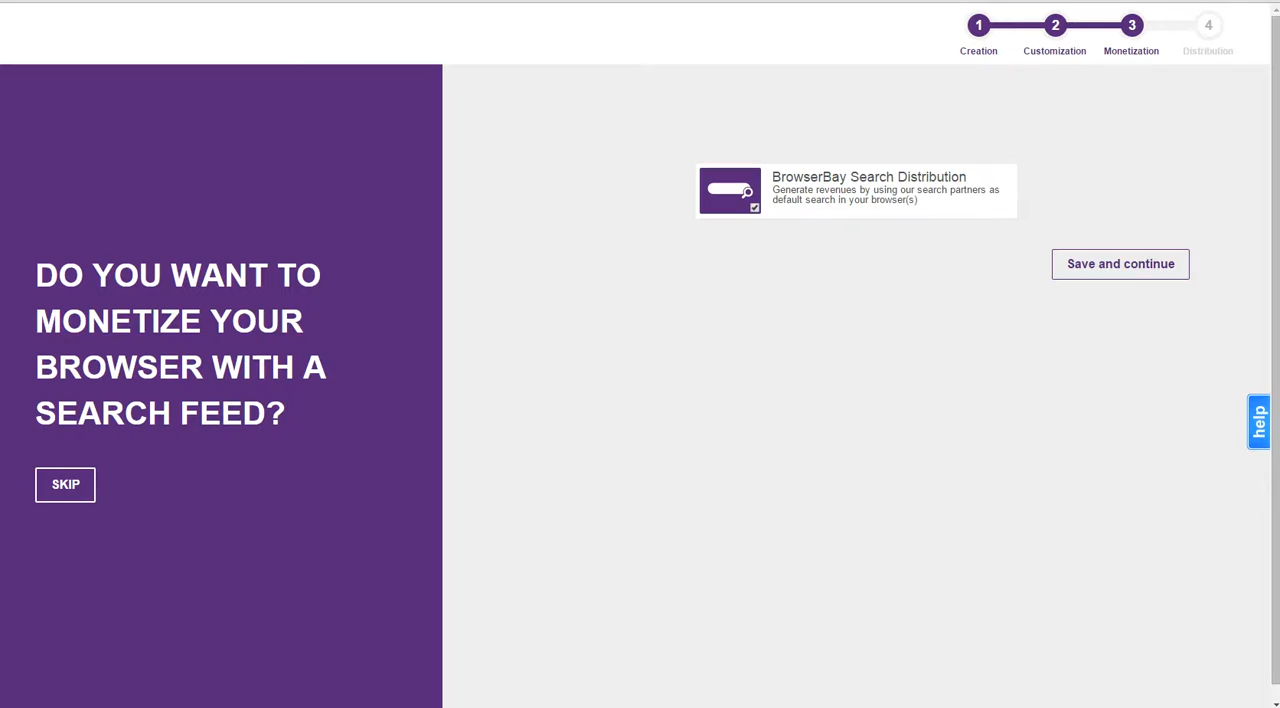 1 2 3 4
Creation Customization Monetization Distribution
DO YOU WANT TO
MONETIZE YOUR
BROWSER WITH A
SEARCH FEED?
SKIP
BrowserBay Search Distribution
Generate revenues by using our search partners as
default search in your browser(s)
Save and continue
help